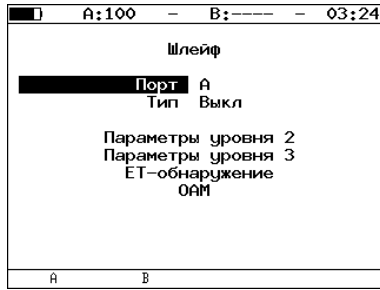 A:100 – B:---- – 03:24
Шлейф
Порт A
Тип Выкл
Параметры уровня 2
Параметры уровня 3
ET-обнаружение
OAM
A B